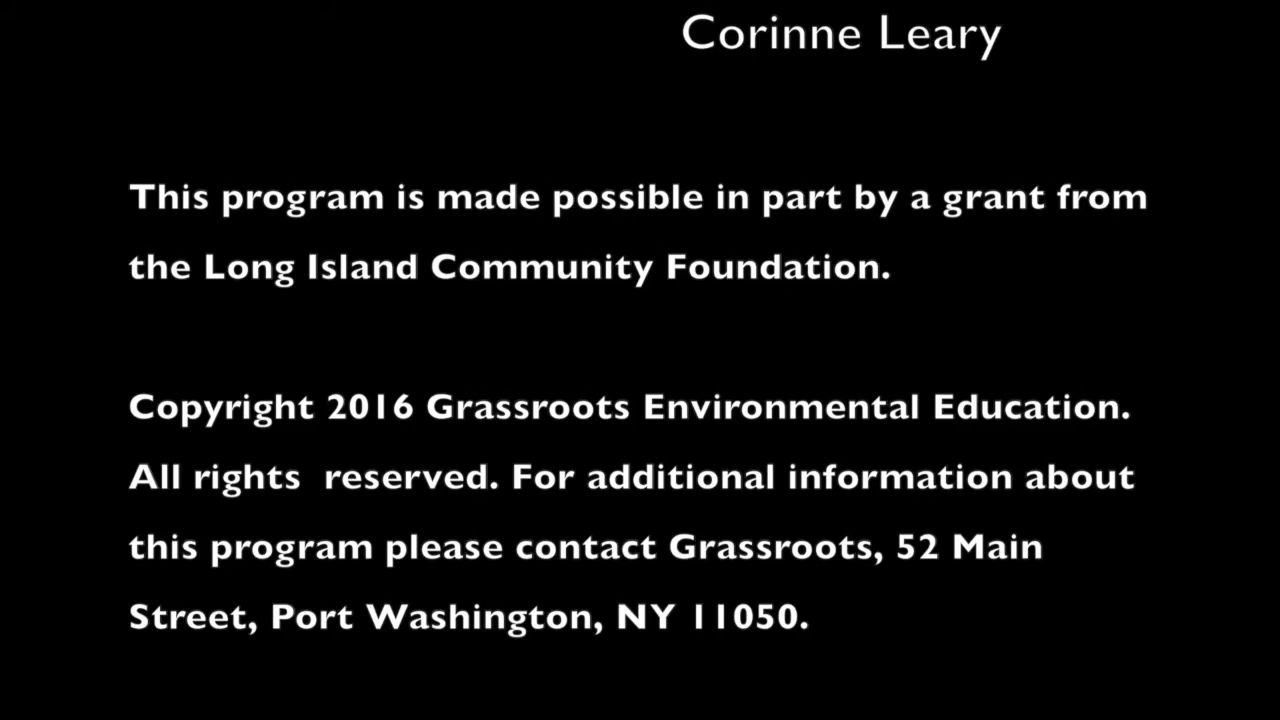 Corinne Leary
This program is made possible in part by a grant from
the Long Island Community Foundation.
Copyright 2016 Grassroots Environmental Education.
All rights  reserved. For additional information about
this program please contact Grassroots, 52 Main
Street, Port Washington, NY 11050.